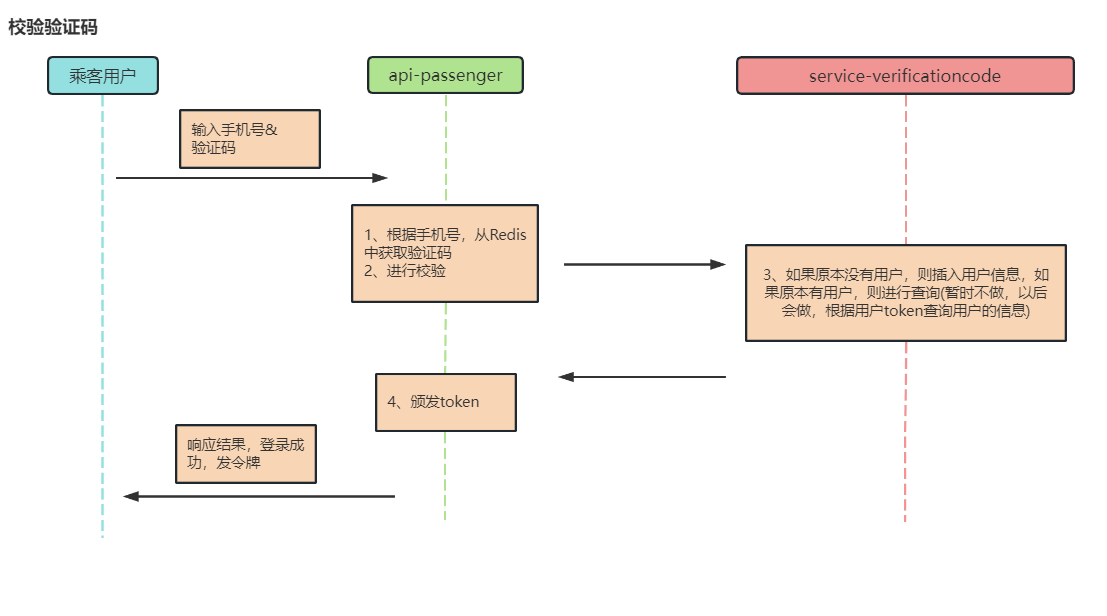 校验验证码
乘客用户
api-passenger
service-verificationcode
输入手机号&
验证码
1、根据手机号，从Redis
中获取验证码
2、进行校验
3、如果原本没有用户，则插入用户信息，如
果原本有用户，则进行查询(暂时不做，以后
会做，根据用户token查询用户的信息)
4、颁发token
响应结果，登录成
功，发令牌